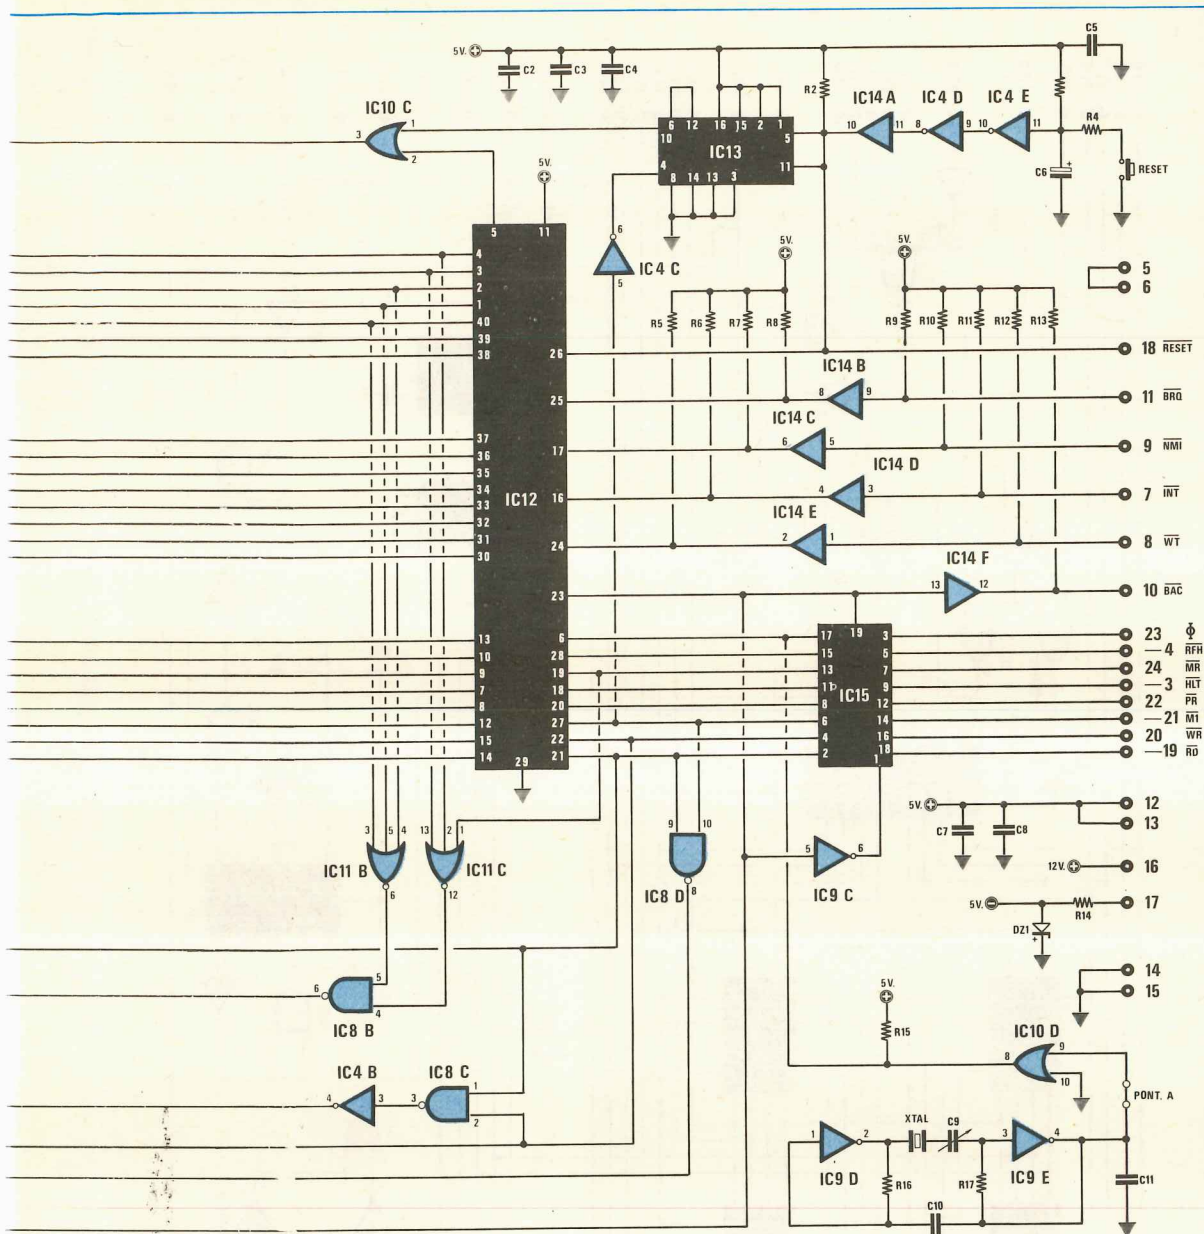 5V.
C2
C3
C4
C5
IC10 C
3
1
2
6
12
16
15
2
1
10
IC13
5
4
11
8
14
13
3
R2
IC14 A
10
11
IC4 D
8
9
IC4 E
10
11
R4
C6
+
RESET
5V.
5
11
6
IC4 C
5
5V.
5V.
4
3
2
1
40
39
38
R5
R6
R7
R8
R9
R10
R11
R12
R13
5
6
26
18 RESET
IC14 B
25
8
9
11 BRQ
IC14 C
37
36
35
34
33
32
31
30
17
6
5
9 NMI
IC14 D
IC12
16
4
3
7 INT
IC14 E
24
2
1
8 WT
IC14 F
23
13
12
10 BAC
13
10
9
7
8
12
15
14
6
28
19
18
20
27
22
21
29
17
19
3
15
5
13
7
11
9
IC15
8
12
6
14
4
16
2
18
1
23 Φ
4 RFH
24 MR
3 HLT
22 PR
21 M1
20 WR
19 RD
3
5
4
13
2
1
IC11 B
6
IC11 C
12
9
10
IC8 D
8
5
6
IC9 C
5V.
C7
C8
12
13
12V.
16
5V.
R14
17
DZ1
+
14
15
6
5
4
IC8 B
5V.
R15
IC10 D
8
9
10
PONT. A
IC4 B
4
3
IC8 C
3
1
2
XTAL
C9
1
2
IC9 D
R16
R17
3
4
IC9 E
C10
C11